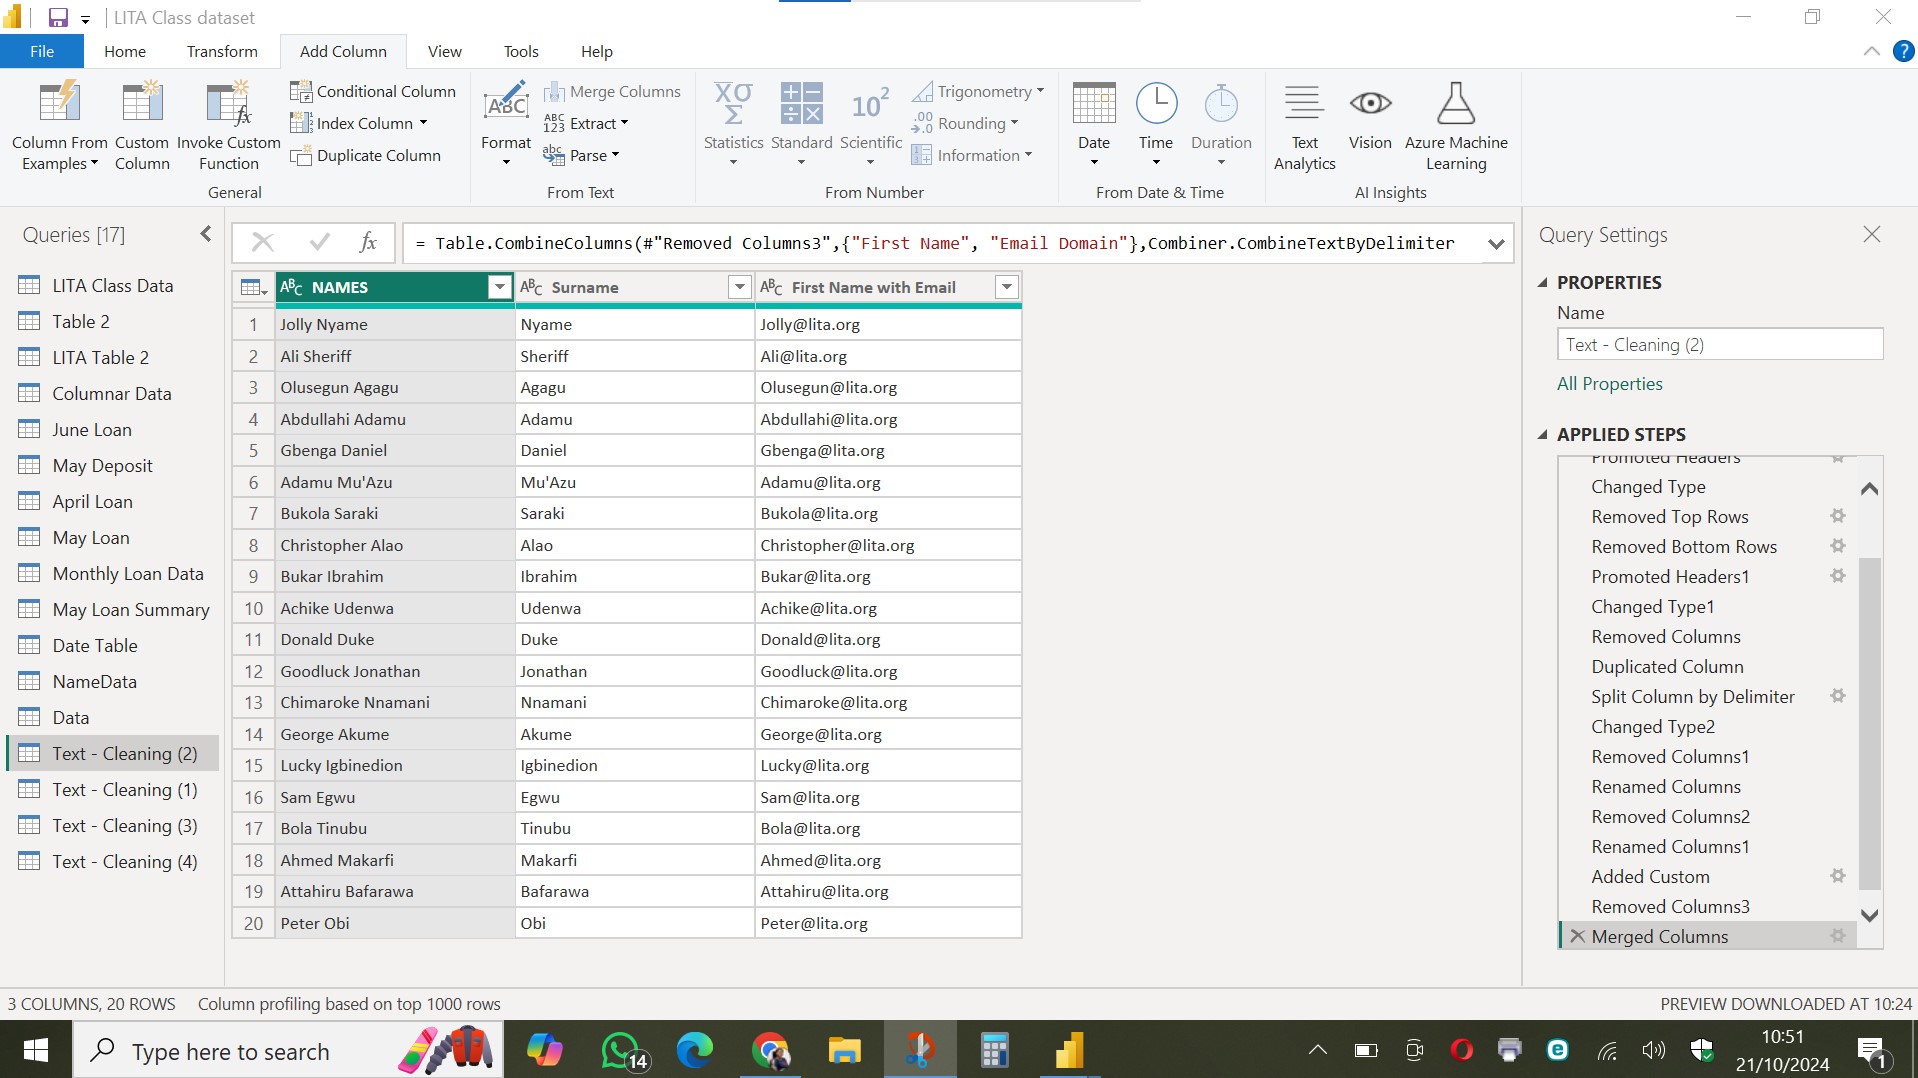 LITA Class dataset
File Home Transform Add Column View Tools Help
Column From Examples
Custom Column
Invoke Custom Function
Conditional Column
Index Column
Duplicate Column
General
ABC
Format
Merge Columns
ABC 123 Extract
abc Parse
From Text
Χσ Σ
Statistics
Standard
10²
Scientific
Trigonometry
.00 →.0 Rounding
Information
From Number
Date
Time
Duration
From Date & Time
Text Analytics
Vision
Azure Machine Learning
AI Insights
Queries [17]
LITA Class Data
Table 2
LITA Table 2
Columnar Data
June Loan
May Deposit
April Loan
May Loan
Monthly Loan Data
May Loan Summary
Date Table
NameData
Data
Text - Cleaning (2)
Text - Cleaning (1)
Text - Cleaning (3)
Text - Cleaning (4)
fx = Table.CombineColumns(#"Removed Columns3",{"First Name", "Email Domain"},Combiner.CombineTextByDelimiter
ABC NAMES ABC Surname ABC First Name with Email
1 Jolly Nyame Nyame Jolly@lita.org
2 Ali Sheriff Sheriff Ali@lita.org
3 Olusegun Agagu Agagu Olusegun@lita.org
4 Abdullahi Adamu Adamu Abdullahi@lita.org
5 Gbenga Daniel Daniel Gbenga@lita.org
6 Adamu Mu'Azu Mu'Azu Adamu@lita.org
7 Bukola Saraki Saraki Bukola@lita.org
8 Christopher Alao Alao Christopher@lita.org
9 Bukar Ibrahim Ibrahim Bukar@lita.org
10 Achike Udenwa Udenwa Achike@lita.org
11 Donald Duke Duke Donald@lita.org
12 Goodluck Jonathan Jonathan Goodluck@lita.org
13 Chimaroke Nnamani Nnamani Chimaroke@lita.org
14 George Akume Akume George@lita.org
15 Lucky Igbinedion Igbinedion Lucky@lita.org
16 Sam Egwu Egwu Sam@lita.org
17 Bola Tinubu Tinubu Bola@lita.org
18 Ahmed Makarfi Makarfi Ahmed@lita.org
19 Attahiru Bafarawa Bafarawa Attahiru@lita.org
20 Peter Obi Obi Peter@lita.org
Query Settings
PROPERTIES
Name
Text - Cleaning (2)
All Properties
APPLIED STEPS
Promoted Headers
Changed Type
Removed Top Rows
Removed Bottom Rows
Promoted Headers1
Changed Type1
Removed Columns
Duplicated Column
Split Column by Delimiter
Changed Type2
Removed Columns1
Renamed Columns
Removed Columns2
Renamed Columns1
Added Custom
Removed Columns3
Merged Columns
3 COLUMNS, 20 ROWS Column profiling based on top 1000 rows PREVIEW DOWNLOADED AT 10:24
Type here to search
14
10:51
21/10/2024
1